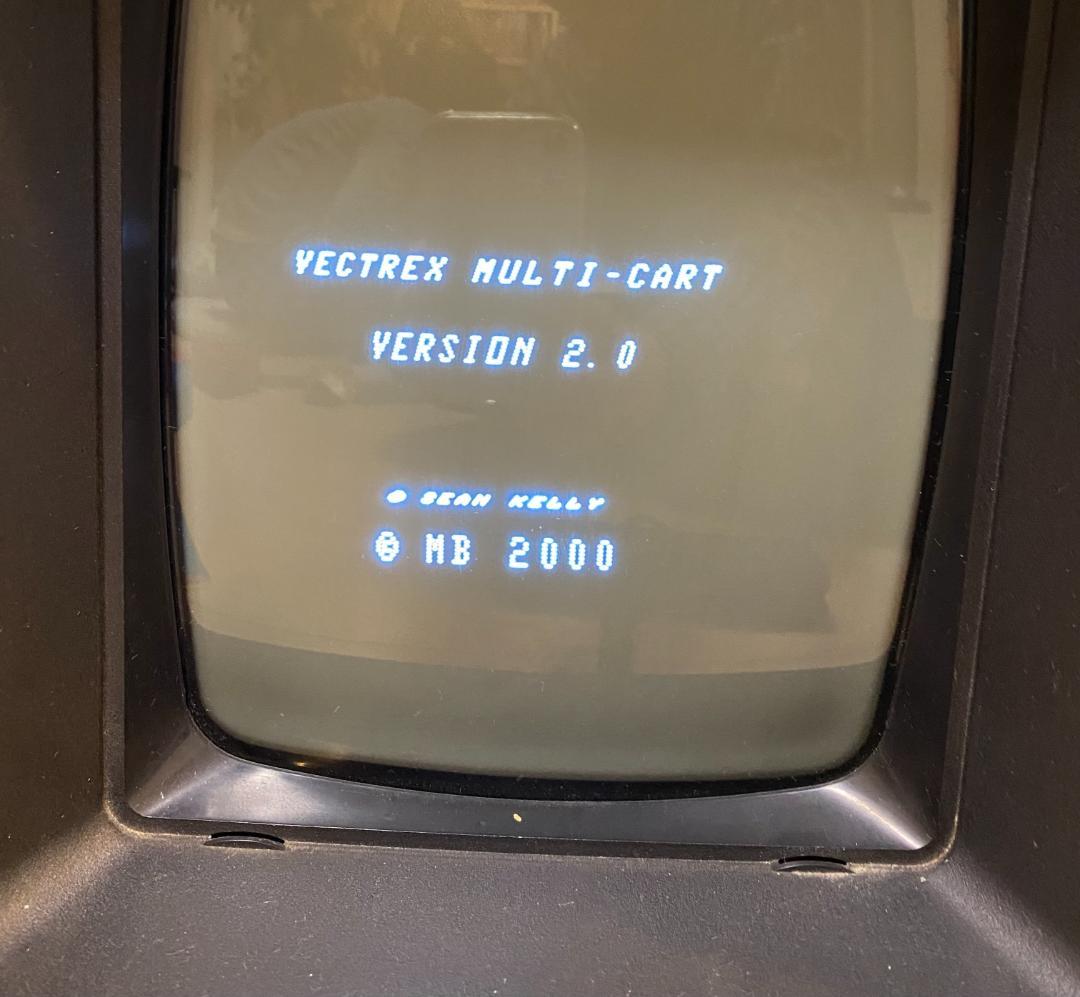 VECTREX MULTI-CART
VERSION 2.0
© SEAN KELLY
© MB 2000